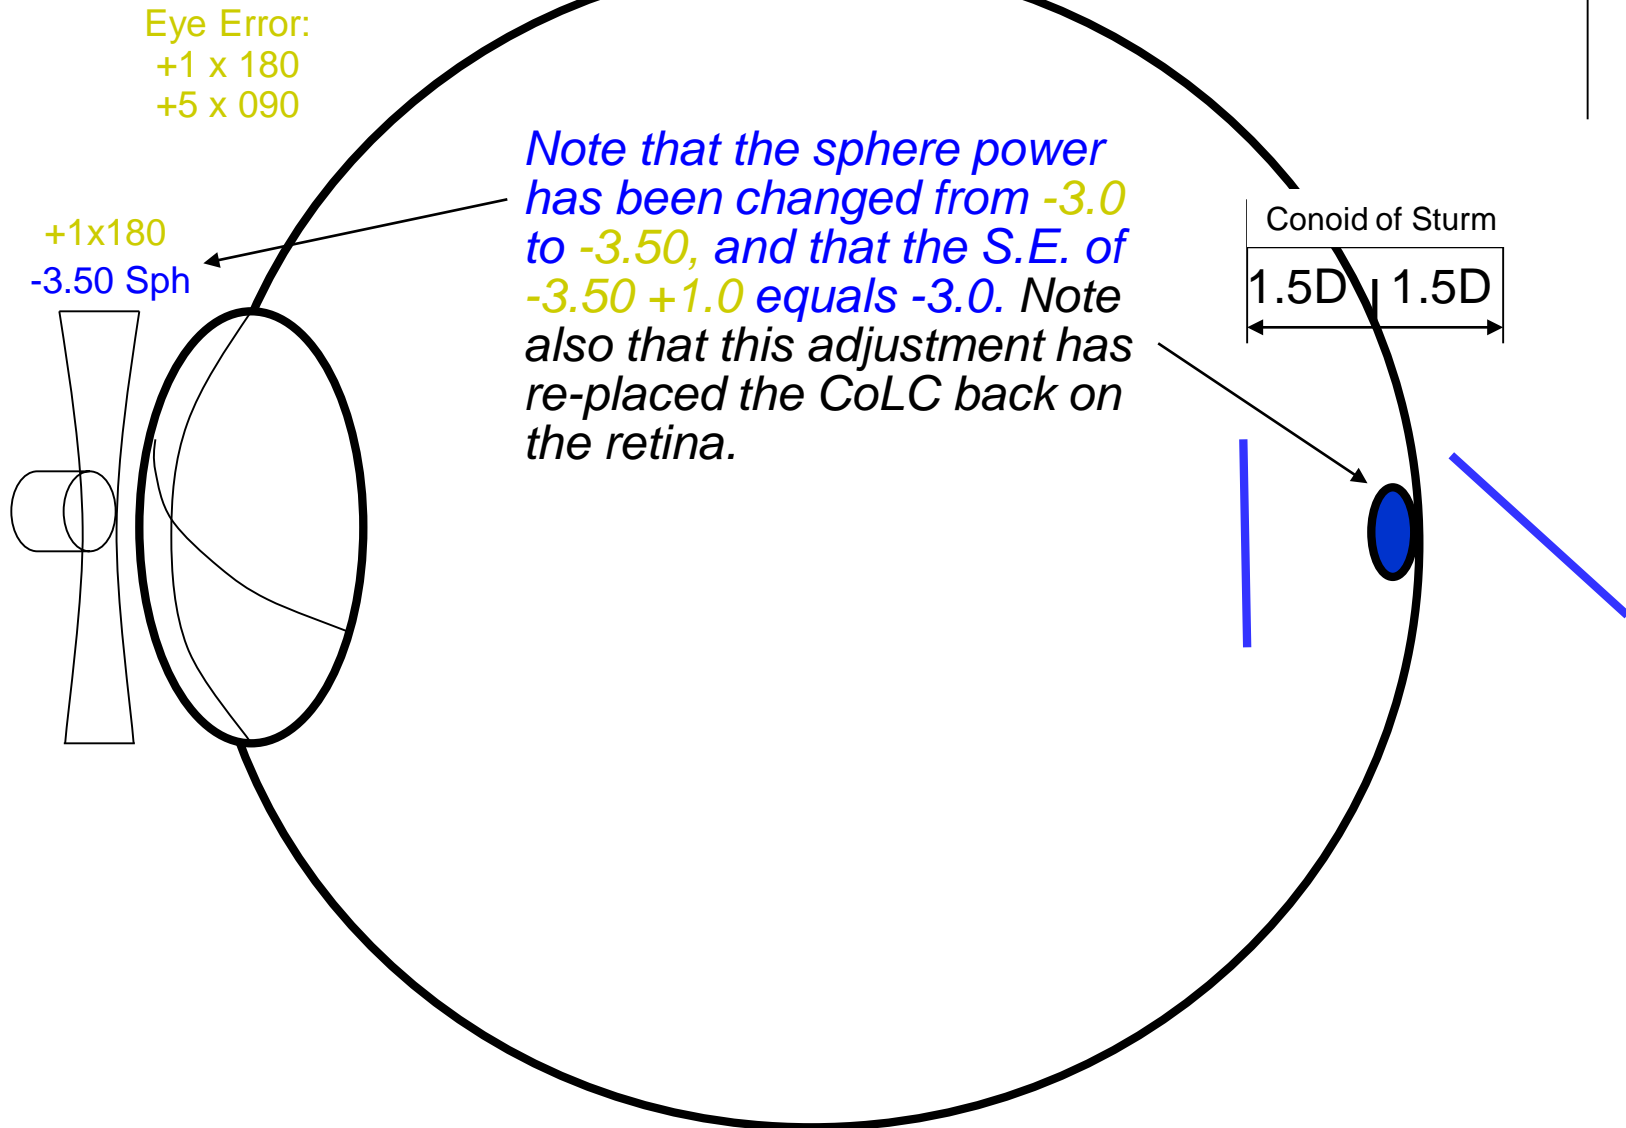 Eye Error:
+1 x 180
+5 x 090
Note that the sphere power
has been changed from -3.0
to -3.50, and that the S.E. of
-3.50 +1.0 equals -3.0. Note
also that this adjustment has
re-placed the CoLC back on
the retina.
+1x180
-3.50 Sph
Conoid of Sturm
1.5D | 1.5D